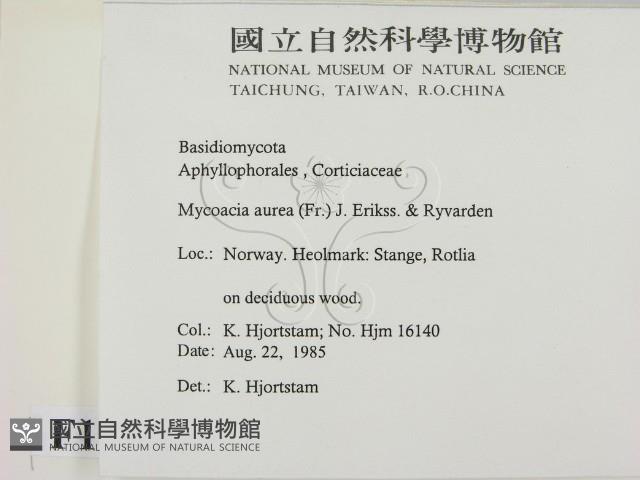 國立自然科學博物館
NATIONAL MUSEUM OF NATURAL SCIENCE
TAICHUNG, TAIWAN, R.O.CHINA
Basidiomycota
Aphyllophorales , Corticiaceae
Mycoacia aurea (Fr.) J. Erikss. & Ryvarden
Loc.: Norway. Heolmark: Stange, Rotlia
on deciduous wood.
Col.: K. Hjortstam; No. Hjm 16140
Date: Aug. 22, 1985
Det.: K. Hjortstam
國立自然科學博物館
NATIONAL MUSEUM OF NATURAL SCIENCE